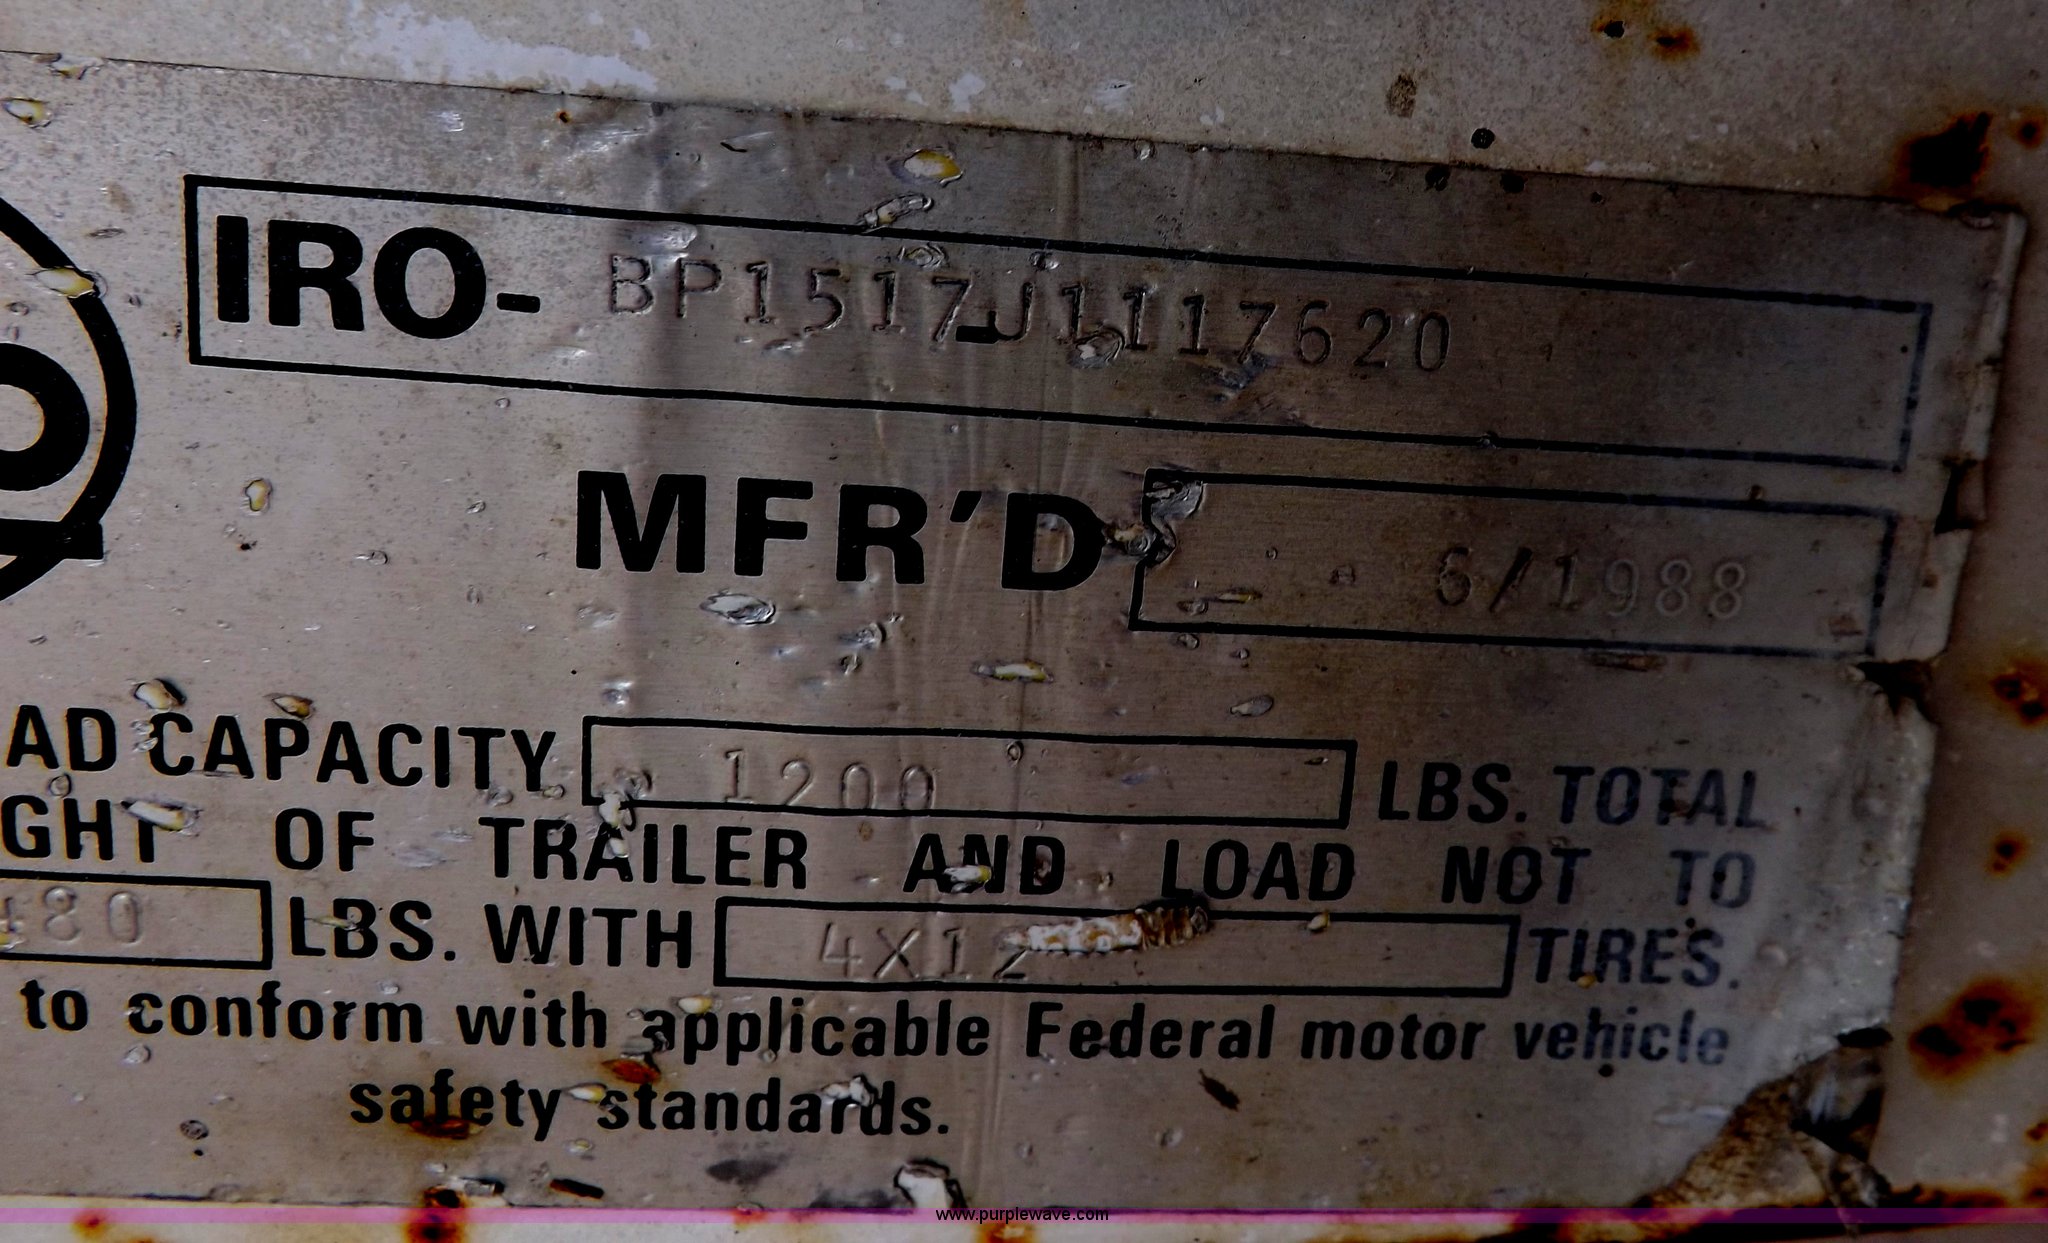 IRO- BP1517J1117620
MFR'D 6/1988
AD CAPACITY 1200 LBS. TOTAL
GHT OF TRAILER AND LOAD NOT TO
480 LBS. WITH 4X12 TIRES.
to conform with applicable Federal motor vehicle
safety standards.
www.purplewave.com